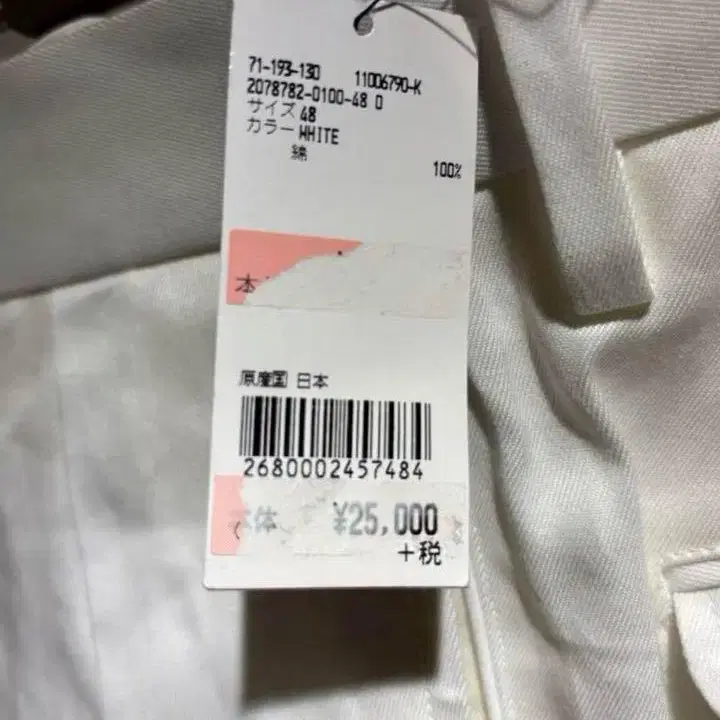 71-193-130 11006790-K
2078782-0100-48 0
サイズ 48
カラー WHITE
綿 100%
本
原産国 日本
2680002457484
本体 ¥25,000
+税